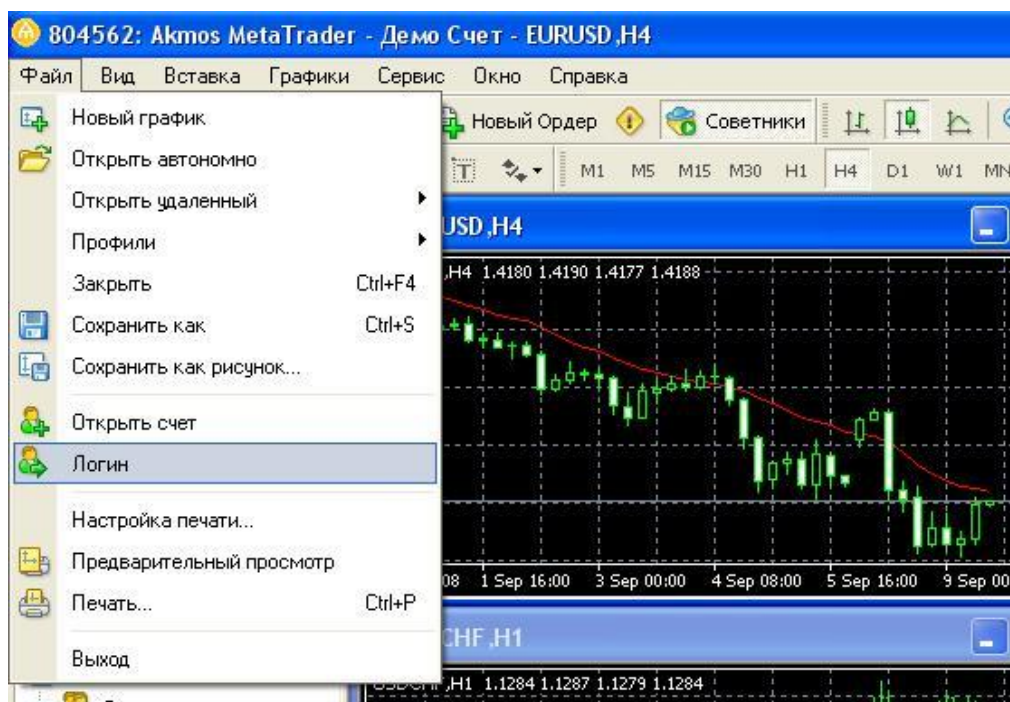 804562: Akmos MetaTrader - Демо Счет - EURUSD,H4
Файл Вид Вставка Графики Сервис Окно Справка
Новый график
Новый Ордер Советники
Открыть автономно
T M1 M5 M15 M30 H1 H4 D1 W1 MN
Открыть удаленный
USD,H4
Профили
,H4 1.4180 1.4190 1.4177 1.4188
Закрыть Ctrl+F4
Сохранить как Ctrl+S
Сохранить как рисунок...
Открыть счет
Логин
Настройка печати...
Предварительный просмотр
08 1 Sep 16:00 3 Sep 00:00 4 Sep 08:00 5 Sep 16:00 9 Sep 00
Печать... Ctrl+P
CHF,H1
Выход
USDCHF,H1 1.1284 1.1287 1.1279 1.1284